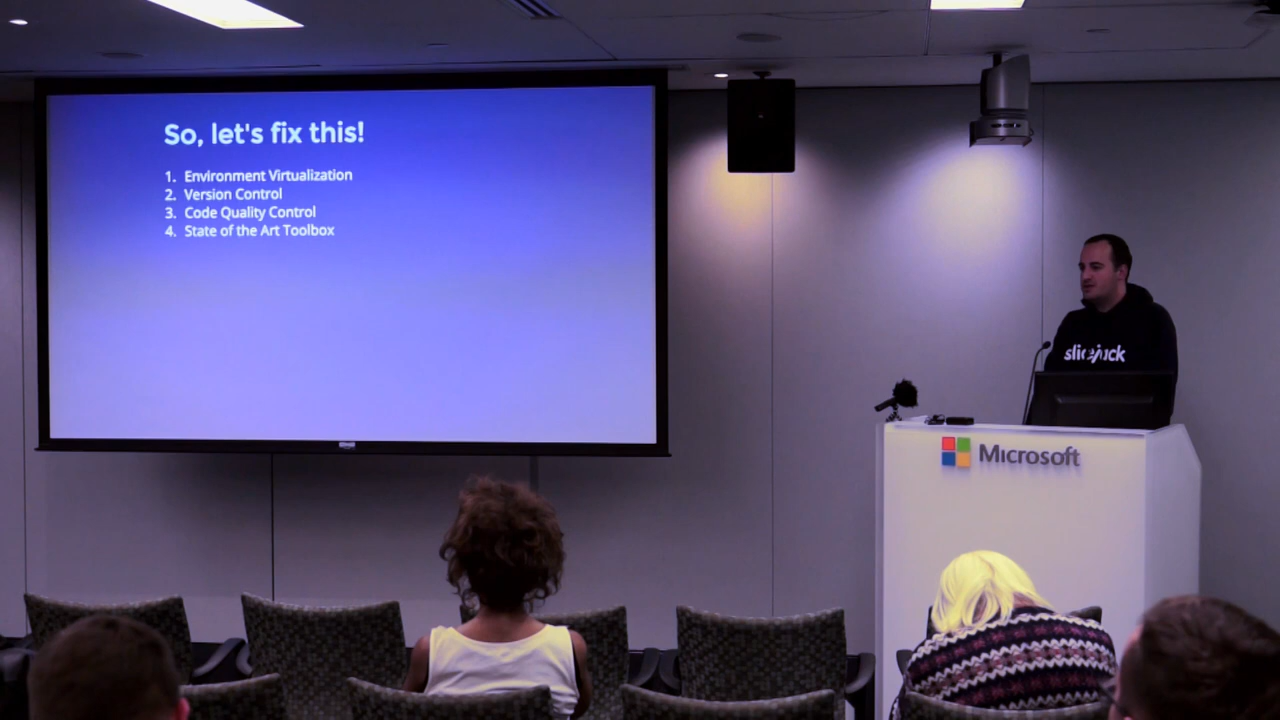 So, let's fix this!
1. Environment Virtualization
2. Version Control
3. Code Quality Control
4. State of the Art Toolbox
slicejack
Microsoft